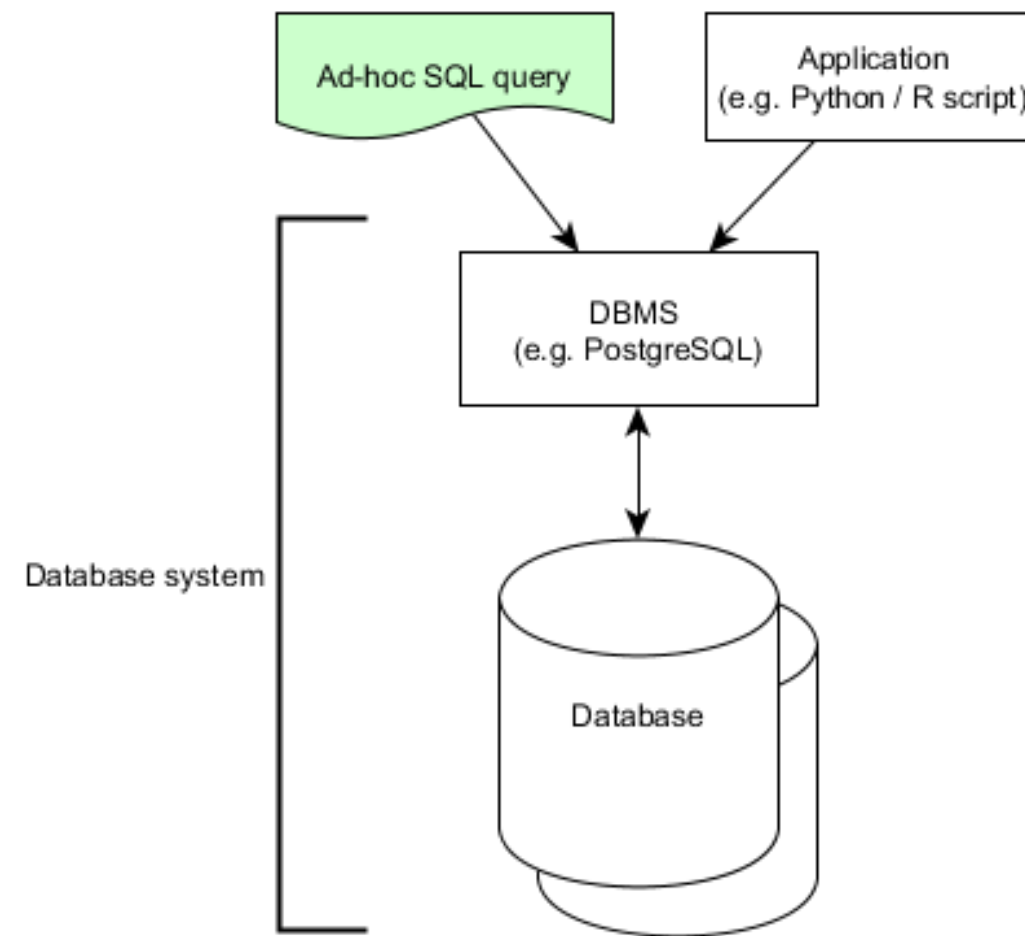 Ad-hoc SQL query
Application
(e.g. Python / R script)
DBMS
(e.g. PostgreSQL)
Database system
Database